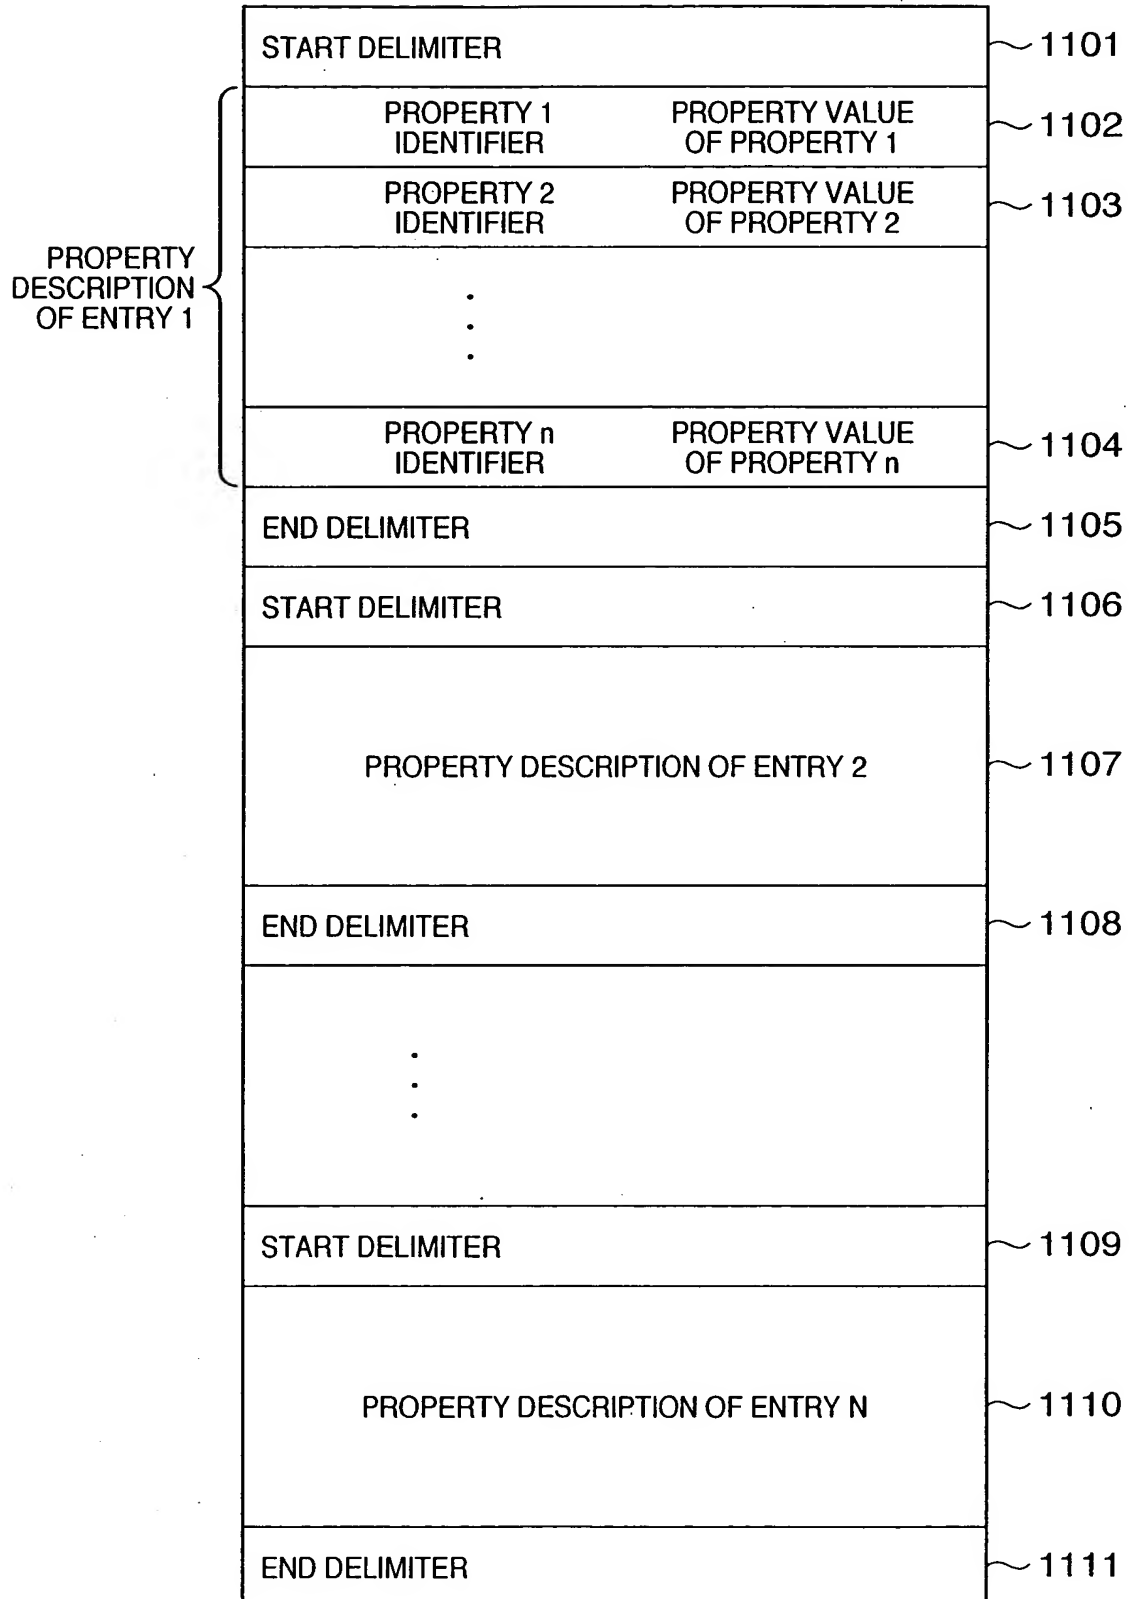 START DELIMITER
1101
PROPERTY 1 PROPERTY VALUE
IDENTIFIER OF PROPERTY 1
1102
PROPERTY 2 PROPERTY VALUE
IDENTIFIER OF PROPERTY 2
1103
PROPERTY
DESCRIPTION
OF ENTRY 1
PROPERTY n PROPERTY VALUE
IDENTIFIER OF PROPERTY n
1104
END DELIMITER
1105
START DELIMITER
1106
PROPERTY DESCRIPTION OF ENTRY 2
1107
END DELIMITER
1108
START DELIMITER
1109
PROPERTY DESCRIPTION OF ENTRY N
1110
END DELIMITER
1111